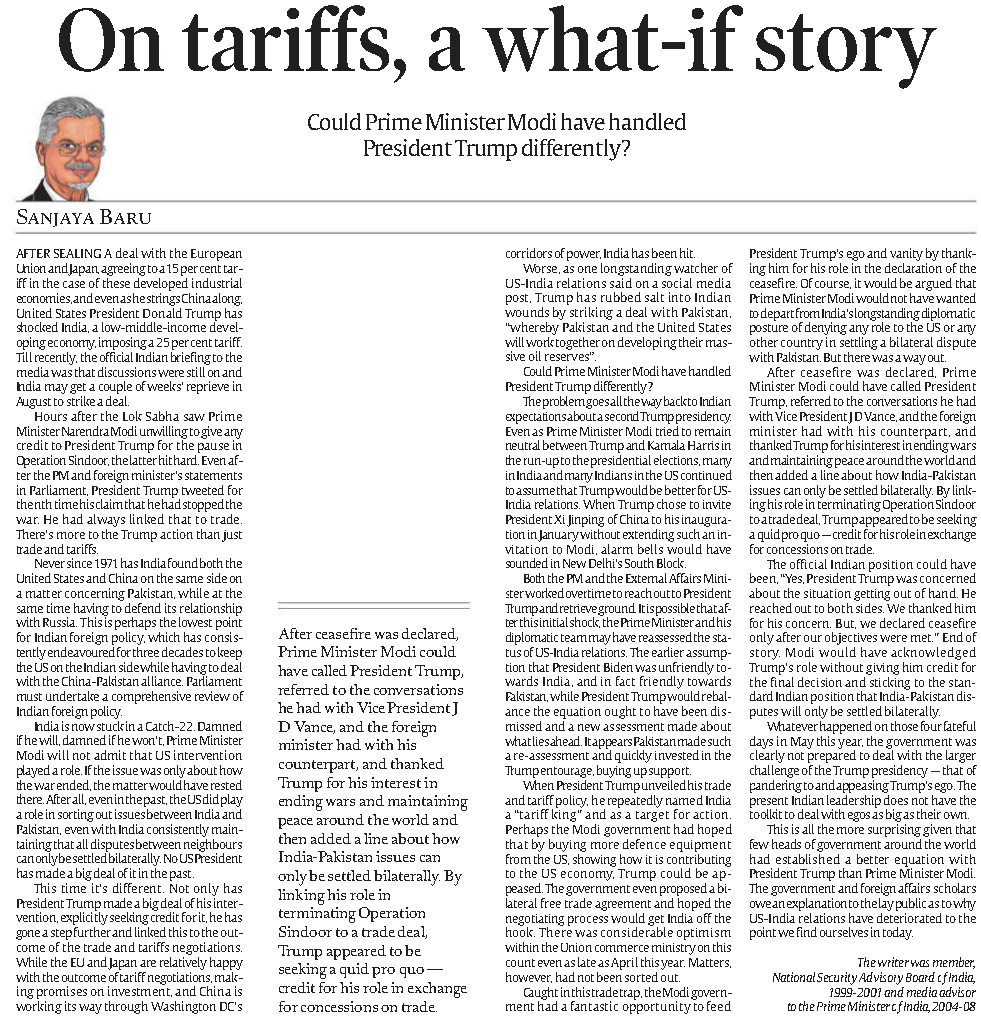 On tariffs, a what-if story
Could Prime Minister Modi have handled
President Trump differently?
SANJAYA BARU
AFTER SEALING A deal with the European
Union and Japan, agreeing to a 15 per cent tar-
iff in the case of these developed industrial
economies, and even as he strings China along,
United States President Donald Trump has
shocked India, a low-middle-income devel-
oping economy, imposing a 25 per cent tariff.
Till recently, the official Indian briefing to the
media was that discussions were still on and
India may get a couple of weeks' reprieve in
August to strike a deal.
Hours after the Lok Sabha saw Prime
Minister Narendra Modi unwilling to give any
credit to President Trump for the pause in
Operation Sindoor, the latter hit hard. Even af-
ter the PM and foreign minister's statements
in Parliament, President Trump tweeted for
the nth time his claim that he had stopped the
war. He had always linked that to trade.
There's more to the Trump action than just
trade and tariffs.
Never since 1971 has India found both the
United States and China on the same side on
a matter concerning Pakistan, while at the
same time having to defend its relationship
with Russia. This is perhaps the lowest point
for Indian foreign policy, which has consis-
tently endeavoured for three decades to keep
the US on the Indian side while having to deal
with the China-Pakistan alliance. Parliament
must undertake a comprehensive review of
Indian foreign policy.
India is now stuck in a Catch-22. Damned
if he will, damned if he won't, Prime Minister
Modi will not admit that US intervention
played a role. If the issue was only about how
the war ended, the matter would have rested
there. After all, even in the past, the US did play
a role in sorting out issues between India and
Pakistan, even with India consistently main-
taining that all disputes between neighbours
can only be settled bilaterally. No US President
has made a big deal of it in the past.
This time it's different. Not only has
President Trump made a big deal of his inter-
vention, explicitly seeking credit for it, he has
gone a step further and linked this to the out-
come of the trade and tariffs negotiations.
While the EU and Japan are relatively happy
with the outcome of tariff negotiations, mak-
ing promises on investment, and China is
working its way through Washington DC's
After ceasefire was declared,
Prime Minister Modi could
have called President Trump,
referred to the conversations
he had with Vice President J
D Vance, and the foreign
minister had with his
counterpart, and thanked
Trump for his interest in
ending wars and maintaining
peace around the world and
then added a line about how
India-Pakistan issues can
only be settled bilaterally. By
linking his role in
terminating Operation
Sindoor to a trade deal,
Trump appeared to be
seeking a quid pro quo —
credit for his role in exchange
for concessions on trade.
corridors of power, India has been hit.
Worse, as one longstanding watcher of
US-India relations said on a social media
post, Trump has rubbed salt into Indian
wounds by striking a deal with Pakistan,
"whereby Pakistan and the United States
will work together on developing their mas-
sive oil reserves".
Could Prime Minister Modi have handled
President Trump differently?
The problem goes all the way back to Indian
expectations about a second Trump presidency.
Even as Prime Minister Modi tried to remain
neutral between Trump and Kamala Harris in
the run-up to the presidential elections, many
in India and many Indians in the US continued
to assume that Trump would be better for US-
India relations. When Trump chose to invite
President Xi Jinping of China to his inaugura-
tion in January without extending such an in-
vitation to Modi, alarm bells would have
sounded in New Delhi's South Block.
Both the PM and the External Affairs Mini-
ster worked overtime to reach out to President
Trump and retrieve ground. It is possible that af-
ter this initial shock, the Prime Minister and his
diplomatic team may have reassessed the sta-
tus of US-India relations. The earlier assump-
tion that President Biden was unfriendly to-
wards India, and in fact friendly towards
Pakistan, while President Trump would rebal-
ance the equation ought to have been dis-
missed and a new assessment made about
what lies ahead. It appears Pakistan made such
a re-assessment and quickly invested in the
Trump entourage, buying up support.
When President Trump unveiled his trade
and tariff policy, he repeatedly named India
a "tariff king" and as a target for action.
Perhaps the Modi government had hoped
that by buying more defence equipment
from the US, showing how it is contributing
to the US economy, Trump could be ap-
peased. The government even proposed a bi-
lateral free trade agreement and hoped the
negotiating process would get India off the
hook. There was considerable optimism
within the Union commerce ministry on this
count even as late as April this year. Matters,
however, had not been sorted out.
Caught in this trade trap, the Modi govern-
ment had a fantastic opportunity to feed
President Trump's ego and vanity by thank-
ing him for his role in the declaration of the
ceasefire. Of course, it would be argued that
Prime Minister Modi would not have wanted
to depart from India's longstanding diplomatic
posture of denying any role to the US or any
other country in settling a bilateral dispute
with Pakistan. But there was a way out.
After ceasefire was declared, Prime
Minister Modi could have called President
Trump, referred to the conversations he had
with Vice President J D Vance, and the foreign
minister had with his counterpart, and
thanked Trump for his interest in ending wars
and maintaining peace around the world and
then added a line about how India-Pakistan
issues can only be settled bilaterally. By link-
ing his role in terminating Operation Sindoor
to a trade deal, Trump appeared to be seeking
a quid pro quo — credit for his role in exchange
for concessions on trade.
The official Indian position could have
been, "Yes, President Trump was concerned
about the situation getting out of hand. He
reached out to both sides. We thanked him
for his concern. But, we declared ceasefire
only after our objectives were met." End of
story. Modi would have acknowledged
Trump's role without giving him credit for
the final decision and sticking to the stan-
dard Indian position that India-Pakistan dis-
putes will only be settled bilaterally.
Whatever happened on those four fateful
days in May this year, the government was
clearly not prepared to deal with the larger
challenge of the Trump presidency — that of
pandering to and appeasing Trump's ego. The
present Indian leadership does not have the
toolkit to deal with egos as big as their own.
This is all the more surprising given that
few heads of government around the world
had established a better equation with
President Trump than Prime Minister Modi.
The government and foreign affairs scholars
owe an explanation to the lay public as to why
US-India relations have deteriorated to the
point we find ourselves in today.
The writer was member,
National Security Advisory Board of India,
1999-2001 and media advisor
to the Prime Minister of India, 2004-08